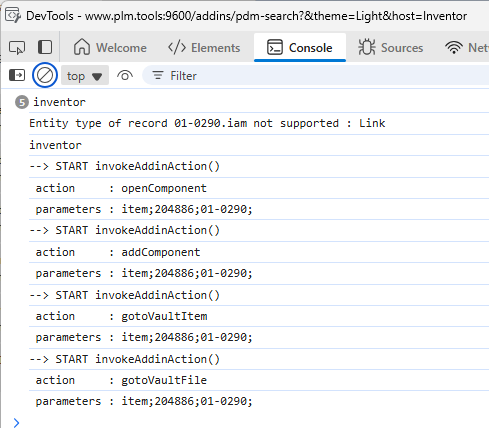 DevTools - www.plm.tools:9600/addins/pdm-search?&theme=Light&host=Inventor
Welcome
Elements
Console
Sources
top
Filter
5 inventor
Entity type of record 01-0290.iam not supported : Link
inventor
--> START invokeAddinAction()
action : openComponent
parameters : item;204886;01-0290;
--> START invokeAddinAction()
action : addComponent
parameters : item;204886;01-0290;
--> START invokeAddinAction()
action : gotoVaultItem
parameters : item;204886;01-0290;
--> START invokeAddinAction()
action : gotoVaultFile
parameters : item;204886;01-0290;